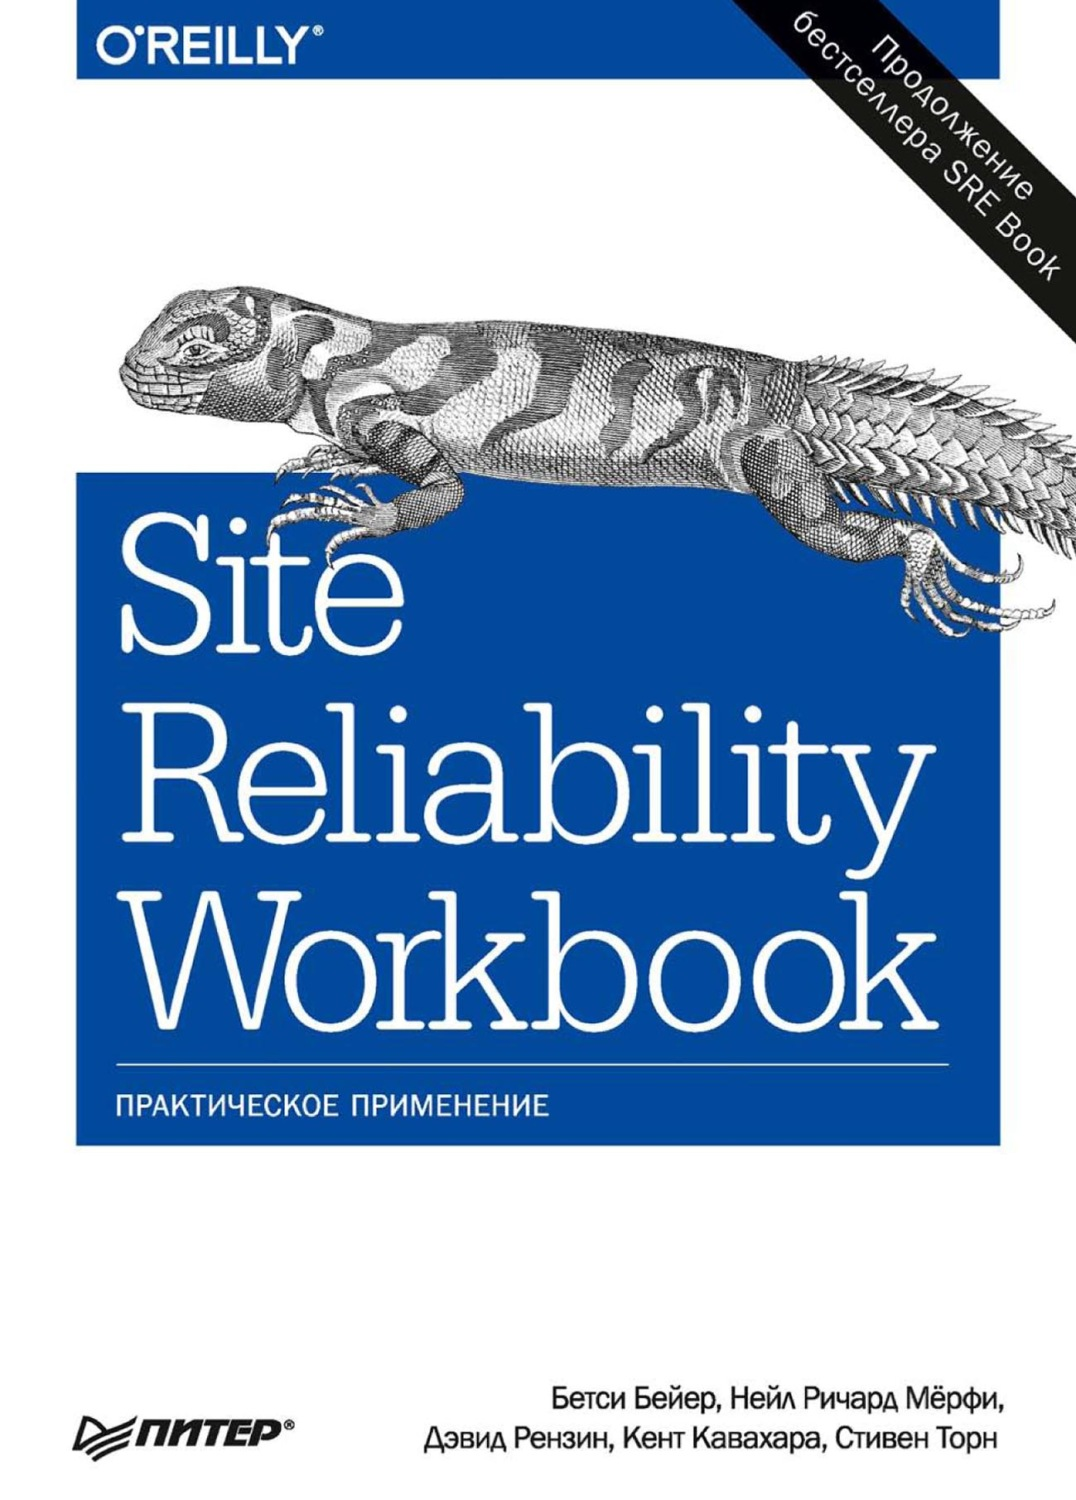 O'REILLY®
Продолжение
бестселлера SRE Book
Site
Reliability
Workbook
ПРАКТИЧЕСКОЕ ПРИМЕНЕНИЕ
Бетси Бейер, Нейл Ричард Мёрфи,
Дэвид Рензин, Кент Кавахара, Стивен Торн
ПИТЕР®